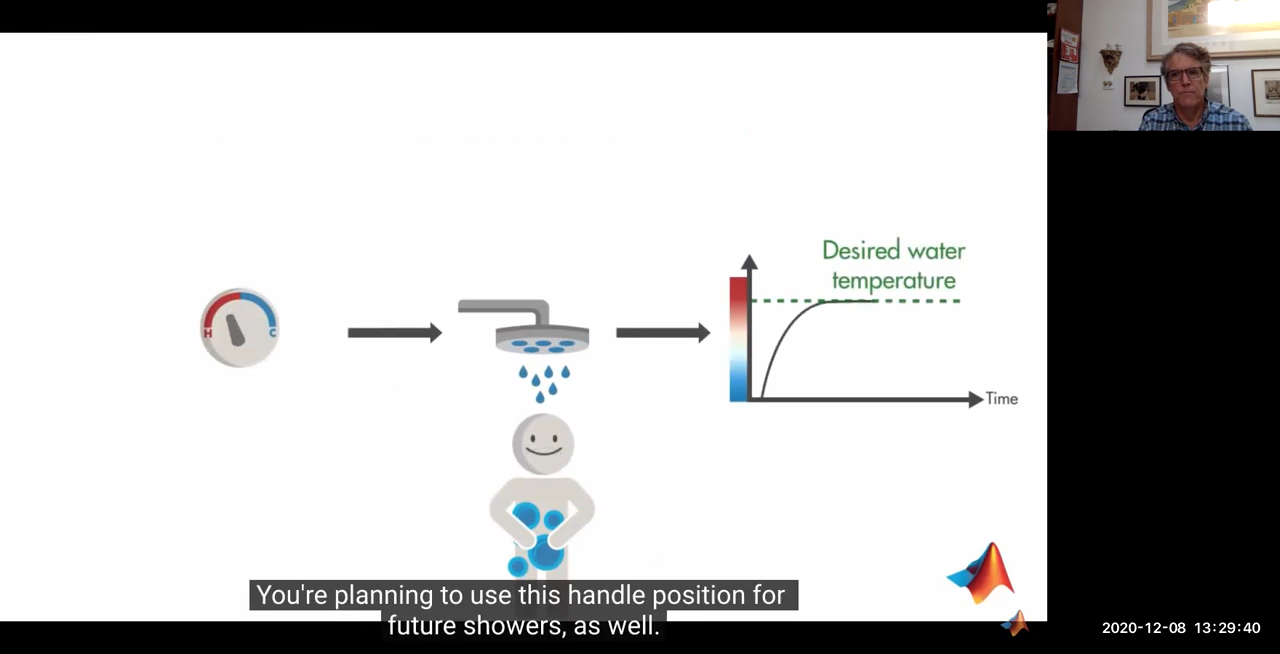 Desired water
temperature
H
C
Time
You're planning to use this handle position for
future showers, as well.
2020-12-08 13:29:40